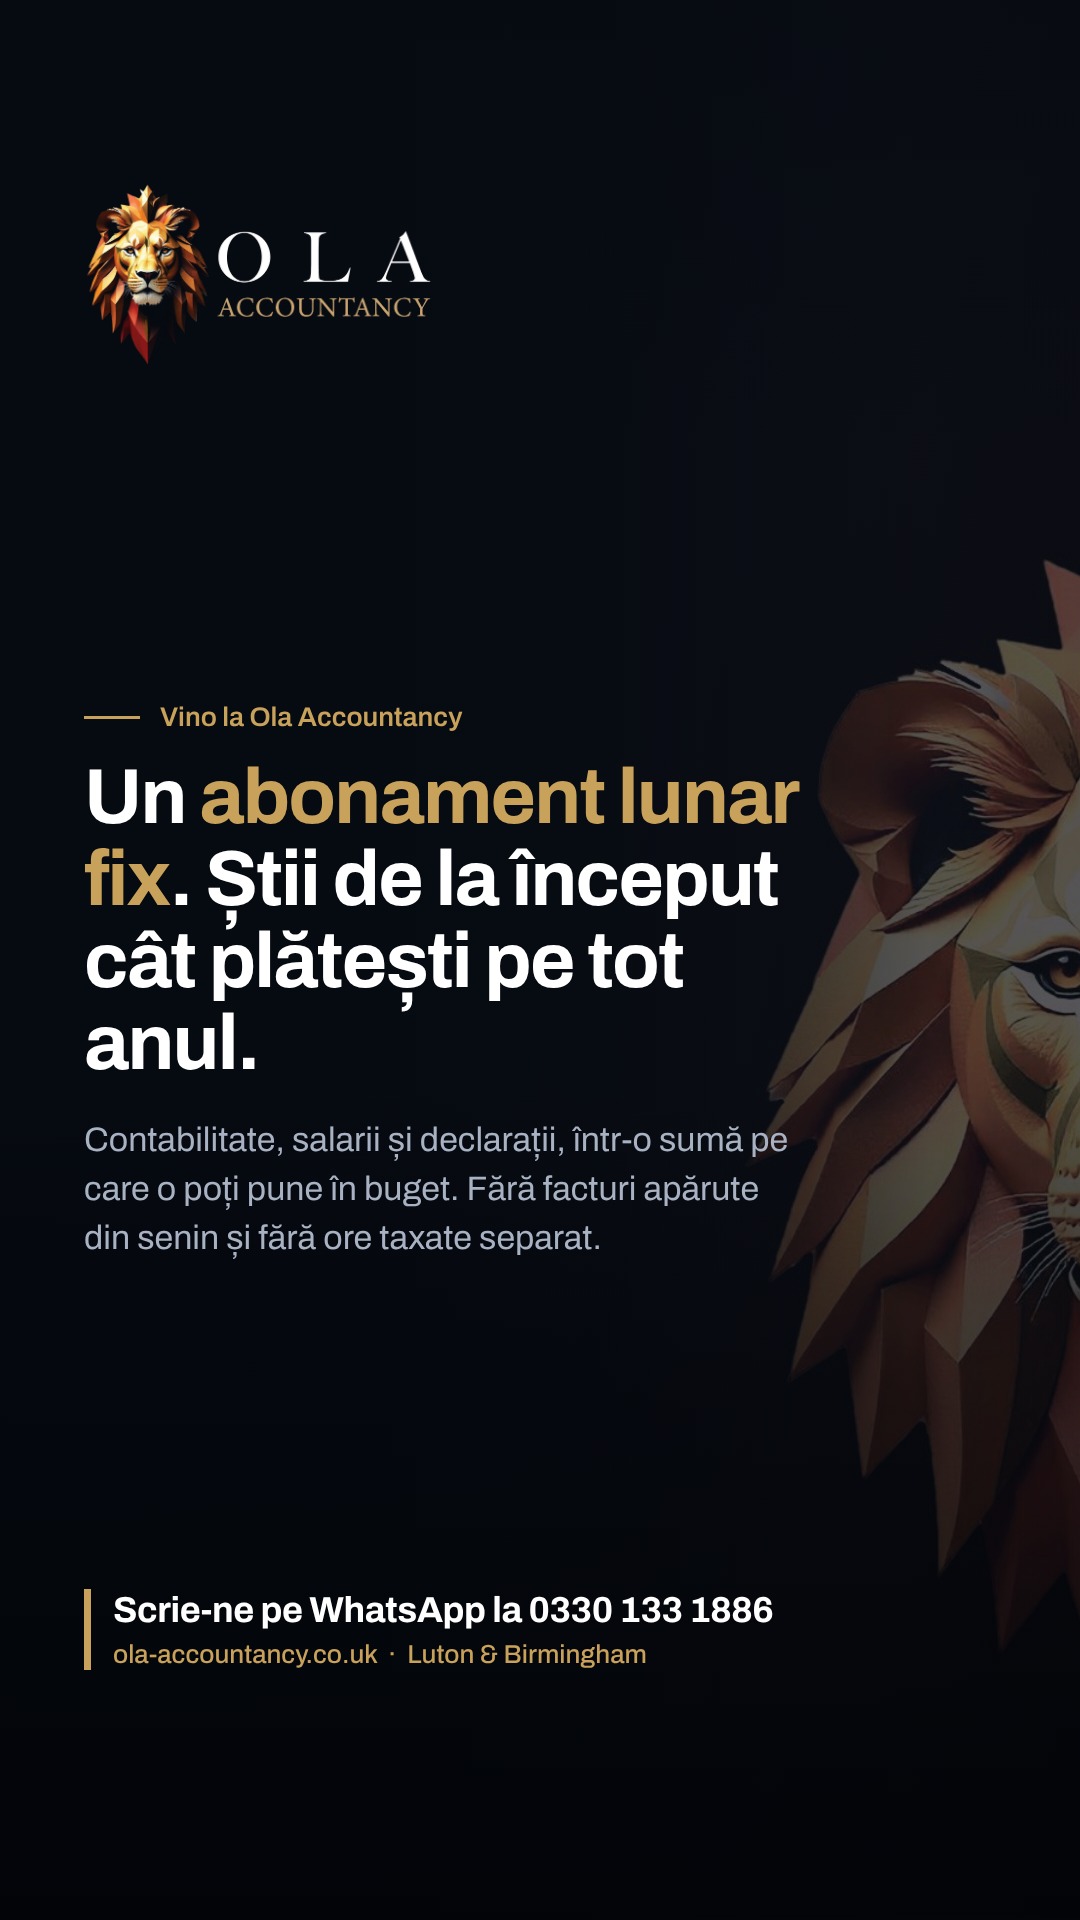 OLA
ACCOUNTANCY
Vino la Ola Accountancy
Un abonament lunar
fix. Știi de la început
cât plătești pe tot
anul.
Contabilitate, salarii și declarații, într-o sumă pe
care o poți pune în buget. Fără facturi apărute
din senin și fără ore taxate separat.
Scrie-ne pe WhatsApp la 0330 133 1886
ola-accountancy.co.uk · Luton & Birmingham